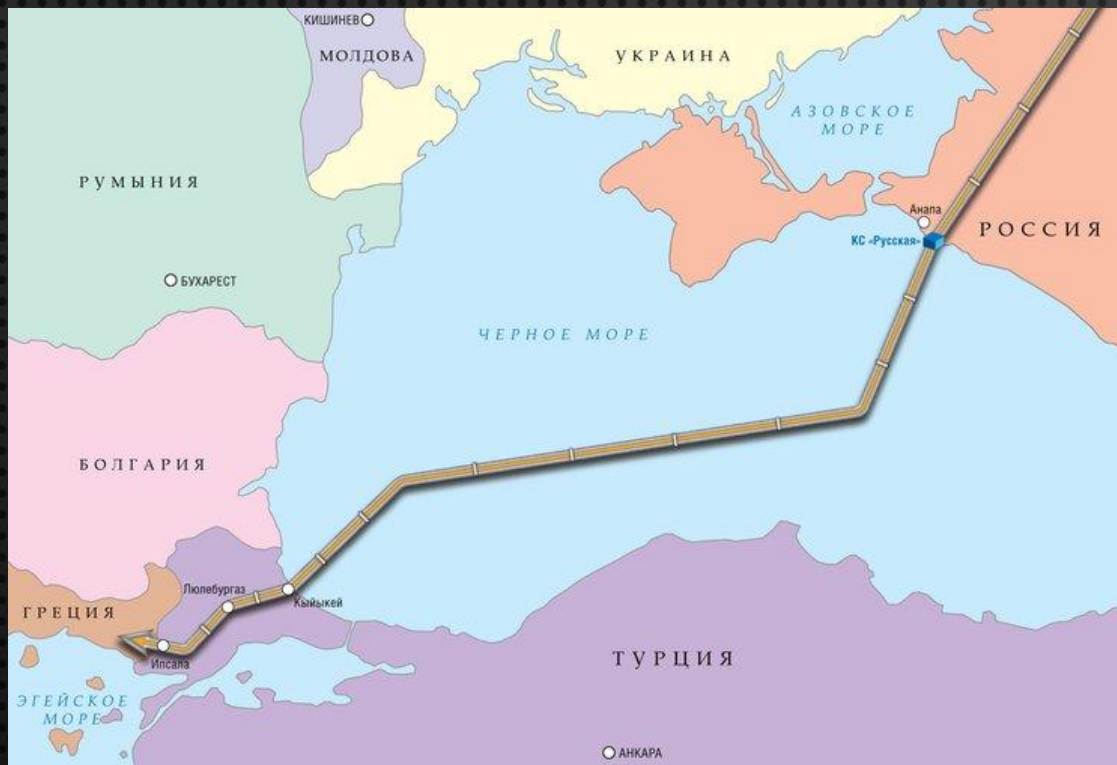 КИШИНЕВ
МОЛДОВА
УКРАИНА
АЗОВСКОЕ
МОРЕ
РУМЫНИЯ
Анапа
КС «Русская»
РОССИЯ
БУХАРЕСТ
ЧЕРНОЕ МОРЕ
БОЛГАРИЯ
Люлебургаз
Кыйыкей
ГРЕЦИЯ
Ипсала
ТУРЦИЯ
ЭГЕЙСКОЕ
МОРЕ
АНКАРА